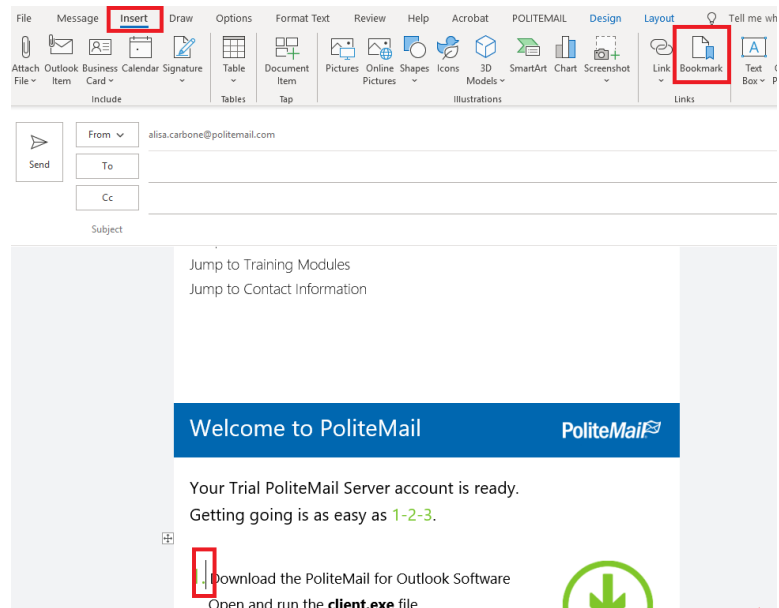 File Message Insert Draw Options Format Text Review Help Acrobat POLITEMAIL Design Layout Tell me
Attach Outlook Business Calendar Signature Table Document Pictures Online Shapes Icons 3D SmartArt Chart Screenshot Link Bookmark Text
File Item Card Item Pictures Models Box
Include Tables Tap Illustrations Links
From alisa.carbone@politemail.com
Send To
Cc
Subject
Jump to Training Modules
Jump to Contact Information
Welcome to PoliteMail PoliteMail
Your Trial PoliteMail Server account is ready.
Getting going is as easy as 1-2-3.
1. Download the PoliteMail for Outlook Software
Open and run the client.exe file